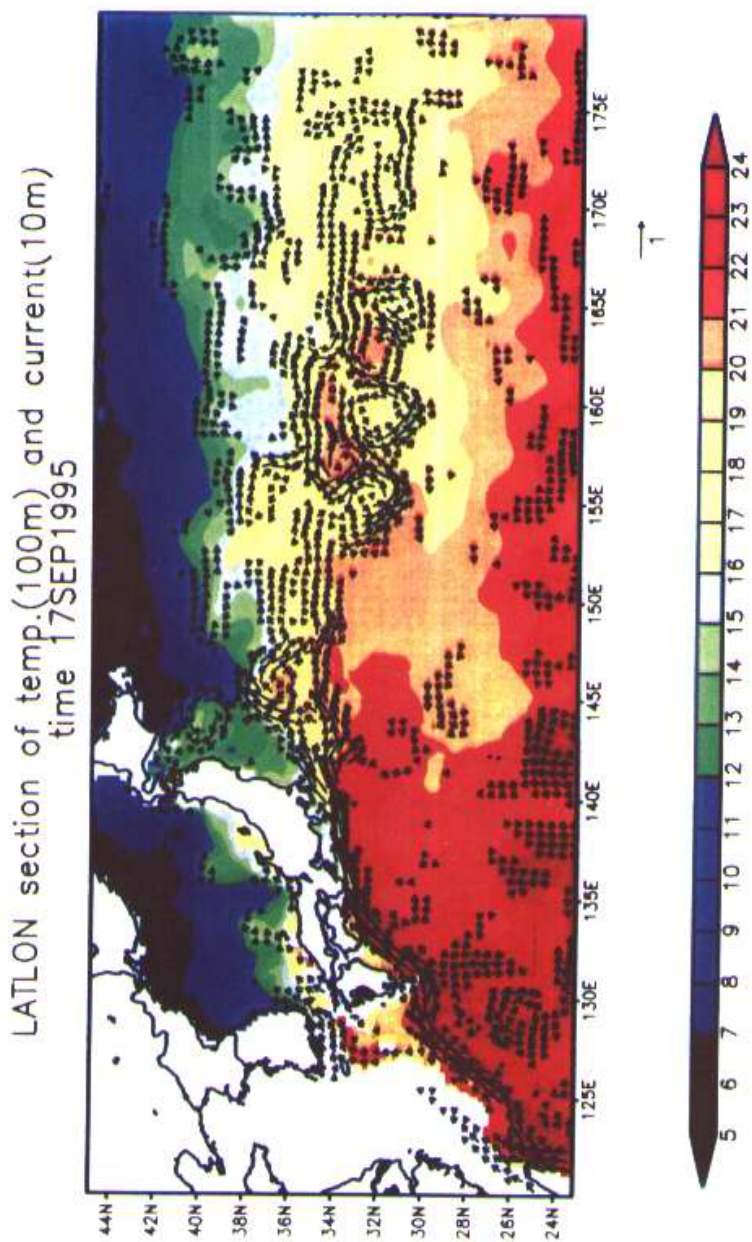 LATLON section of temp.(100m) and current(10m)
time 17SEP1995
44N
42N
40N
38N
36N
34N
32N
30N
28N
26N
24N
125E
130E
135E
140E
145E
150E
155E
160E
165E
170E
175E
1
5 6 7 8 9 10 11 12 13 14 15 16 17 18 19 20 21 22 23 24